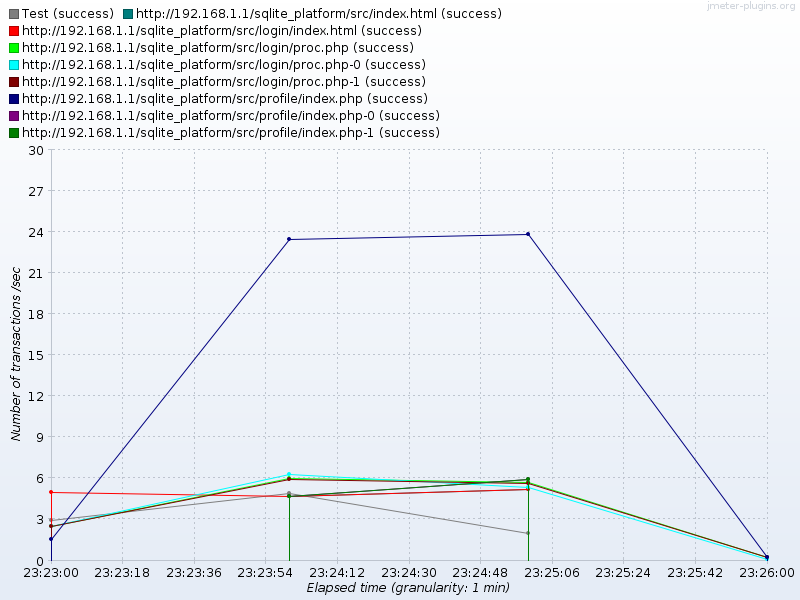 jmeter-plugins.org
Test (success) http://192.168.1.1/sqlite_platform/src/index.html (success)
http://192.168.1.1/sqlite_platform/src/login/index.html (success)
http://192.168.1.1/sqlite_platform/src/login/proc.php (success)
http://192.168.1.1/sqlite_platform/src/login/proc.php-0 (success)
http://192.168.1.1/sqlite_platform/src/login/proc.php-1 (success)
http://192.168.1.1/sqlite_platform/src/profile/index.php (success)
http://192.168.1.1/sqlite_platform/src/profile/index.php-0 (success)
http://192.168.1.1/sqlite_platform/src/profile/index.php-1 (success)
30
27
24
21
18
15
12
9
6
3
0
Number of transactions /sec
23:23:00 23:23:18 23:23:36 23:23:54 23:24:12 23:24:30 23:24:48 23:25:06 23:25:24 23:25:42 23:26:00
Elapsed time (granularity: 1 min)